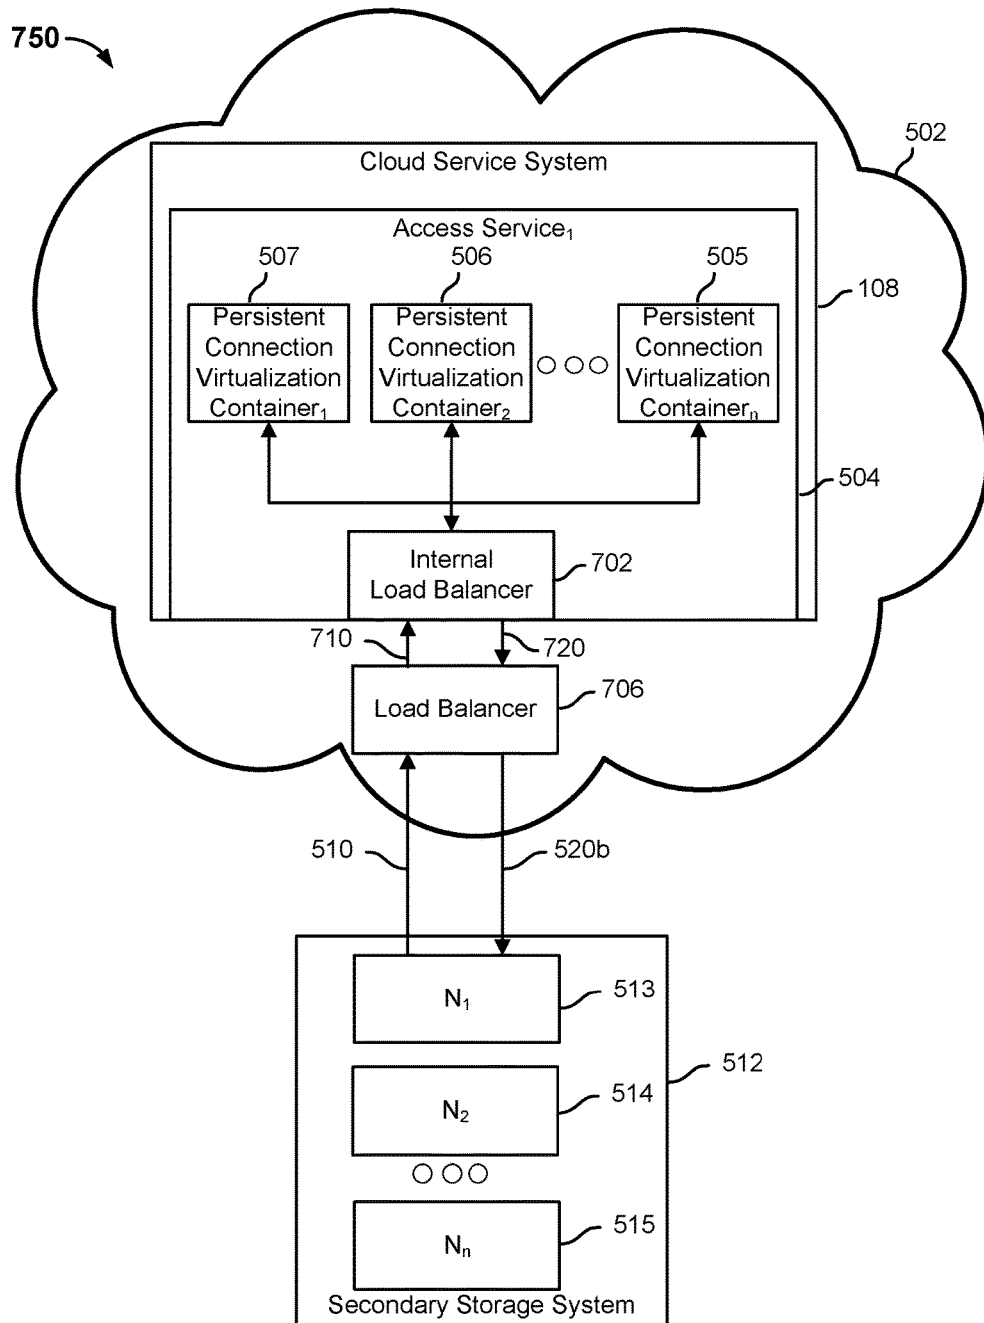 750
502
Cloud Service System
Access Service₁
507
506
505
108
Persistent
Connection
Virtualization
Container₁
Persistent
Connection
Virtualization
Container₂
Persistent
Connection
Virtualization
Containerₙ
504
Internal
Load Balancer
702
710
720
Load Balancer
706
510
520b
N₁
513
512
N₂
514
Nₙ
515
Secondary Storage System